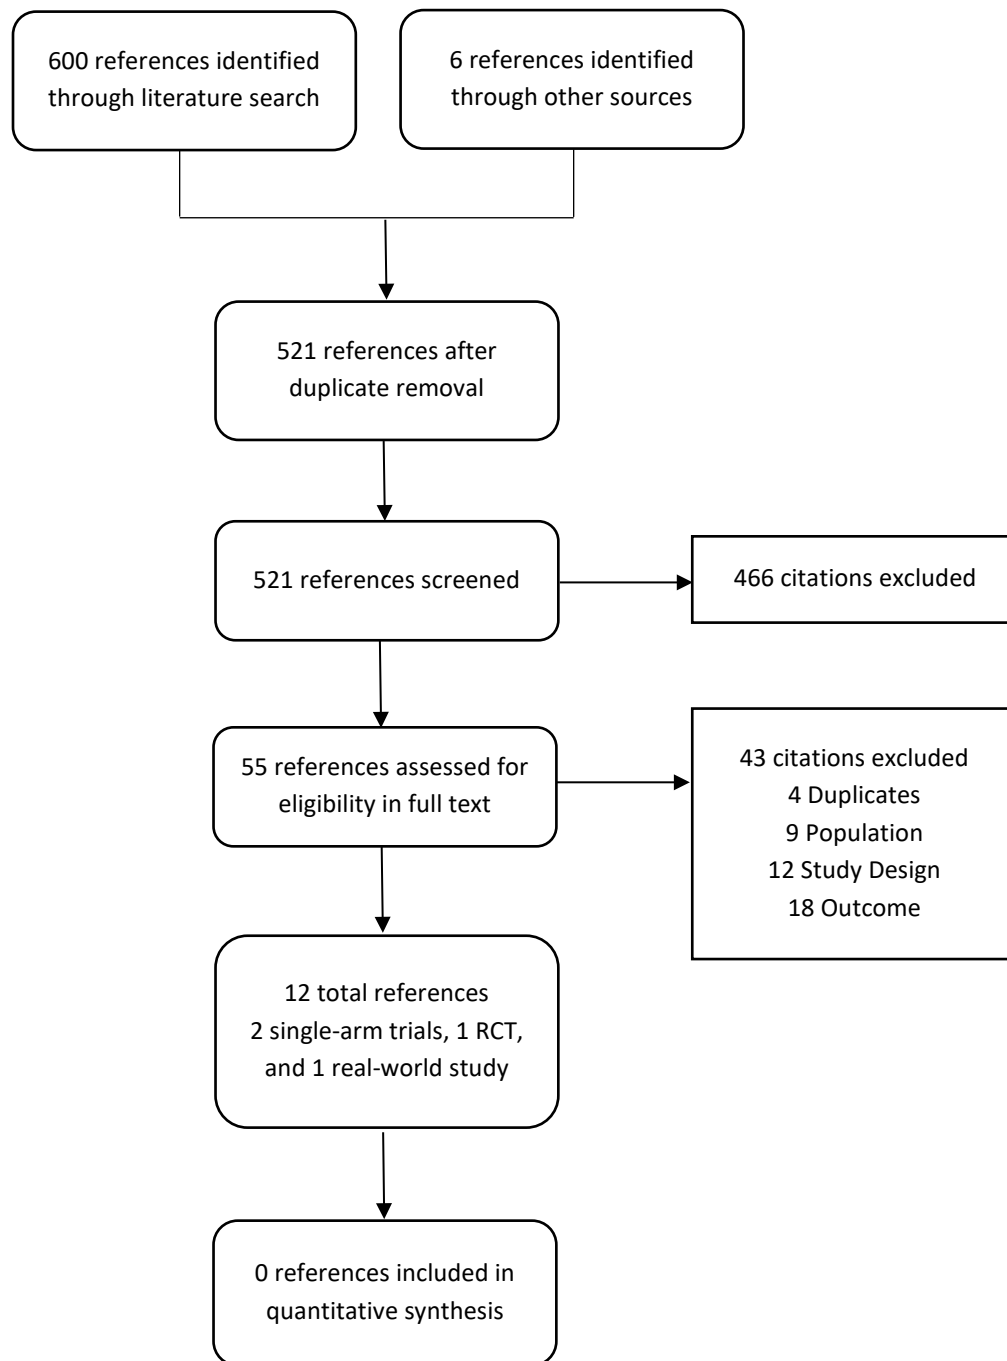 600 references identified
through literature search
6 references identified
through other sources
521 references after
duplicate removal
521 references screened
466 citations excluded
55 references assessed for
eligibility in full text
43 citations excluded
4 Duplicates
9 Population
12 Study Design
18 Outcome
12 total references
2 single-arm trials, 1 RCT,
and 1 real-world study
0 references included in
quantitative synthesis